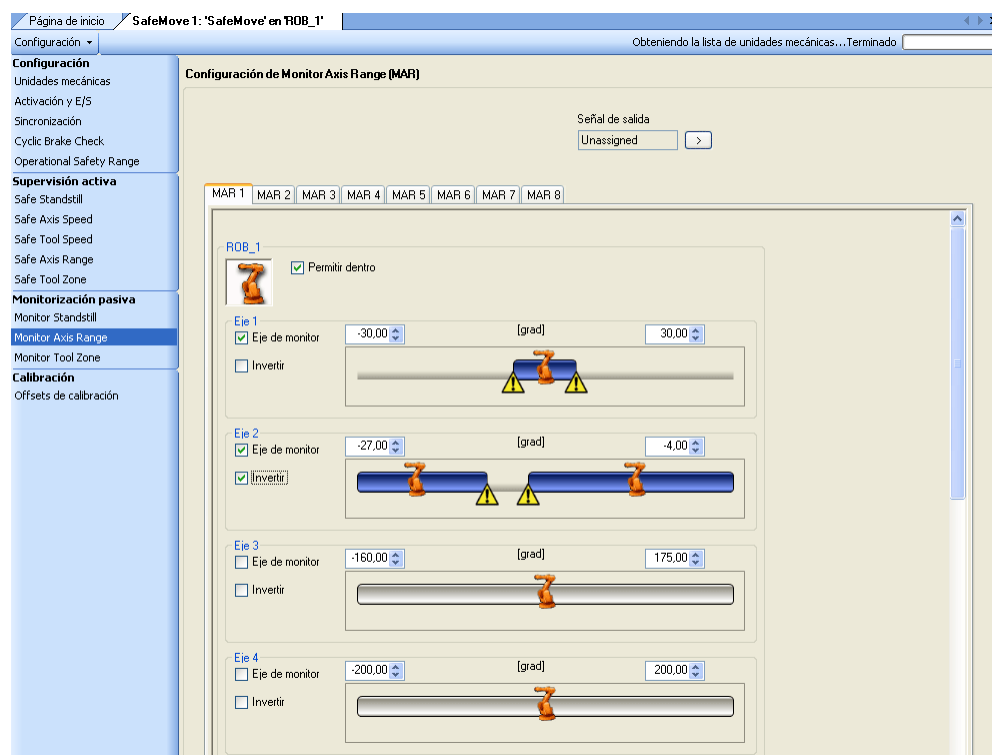 Página de inicio
SafeMove 1: 'SafeMove' en 'ROB_1'
Configuración
Obteniendo la lista de unidades mecánicas...Terminado
Configuración
Unidades mecánicas
Activación y E/S
Sincronización
Cyclic Brake Check
Operational Safety Range
Supervisión activa
Safe Standstill
Safe Axis Speed
Safe Tool Speed
Safe Axis Range
Safe Tool Zone
Monitorización pasiva
Monitor Standstill
Monitor Axis Range
Monitor Tool Zone
Calibración
Offsets de calibración
Configuración de Monitor Axis Range (MAR)
Señal de salida
Unassigned >
MAR 1 MAR 2 MAR 3 MAR 4 MAR 5 MAR 6 MAR 7 MAR 8
ROB_1
Permitir dentro
Eje 1
Eje de monitor -30,00 [grad] 30,00
Invertir
Eje 2
Eje de monitor -27,00 [grad] -4,00
Invertir
Eje 3
Eje de monitor -160,00 [grad] 175,00
Invertir
Eje 4
Eje de monitor -200,00 [grad] 200,00
Invertir